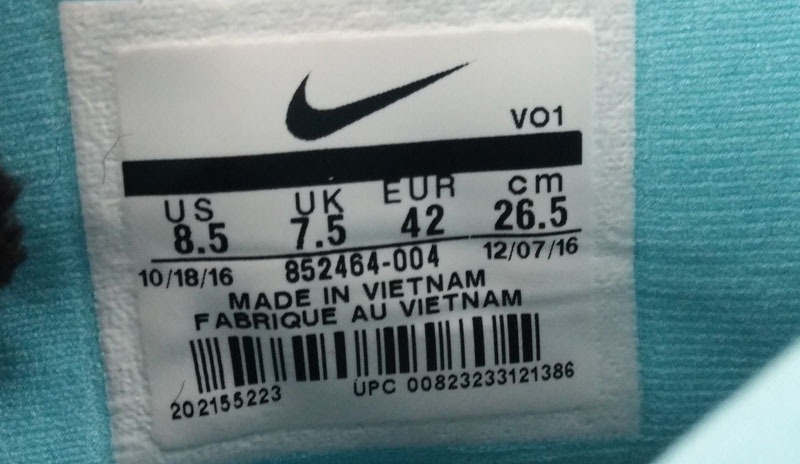 VO1
US UK EUR cm
8.5 7.5 42 26.5
10/18/16 852464-004 12/07/16
MADE IN VIETNAM
FABRIQUE AU VIETNAM
202155223 UPC 00823233121386